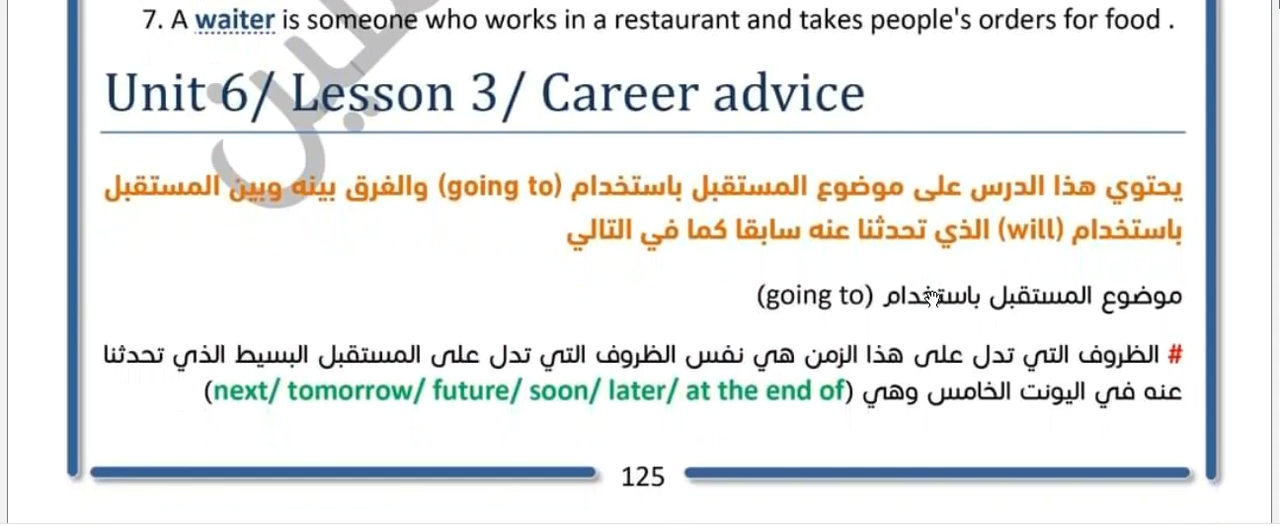 7. A waiter is someone who works in a restaurant and takes people's orders for food .
Unit 6/ Lesson 3/ Career advice
يحتوي هذا الدرس على موضوع المستقبل باستخدام (going to) والفرق بينه وبين المستقبل
باستخدام (will) الذي تحدثنا عنه سابقا كما في التالي
موضوع المستقبل باستخدام (going to)
# الظروف التي تدل على هذا الزمن هي نفس الظروف التي تدل على المستقبل البسيط الذي تحدثنا
عنه في اليونت الخامس وهي (next/ tomorrow/ future/ soon/ later/ at the end of)
125